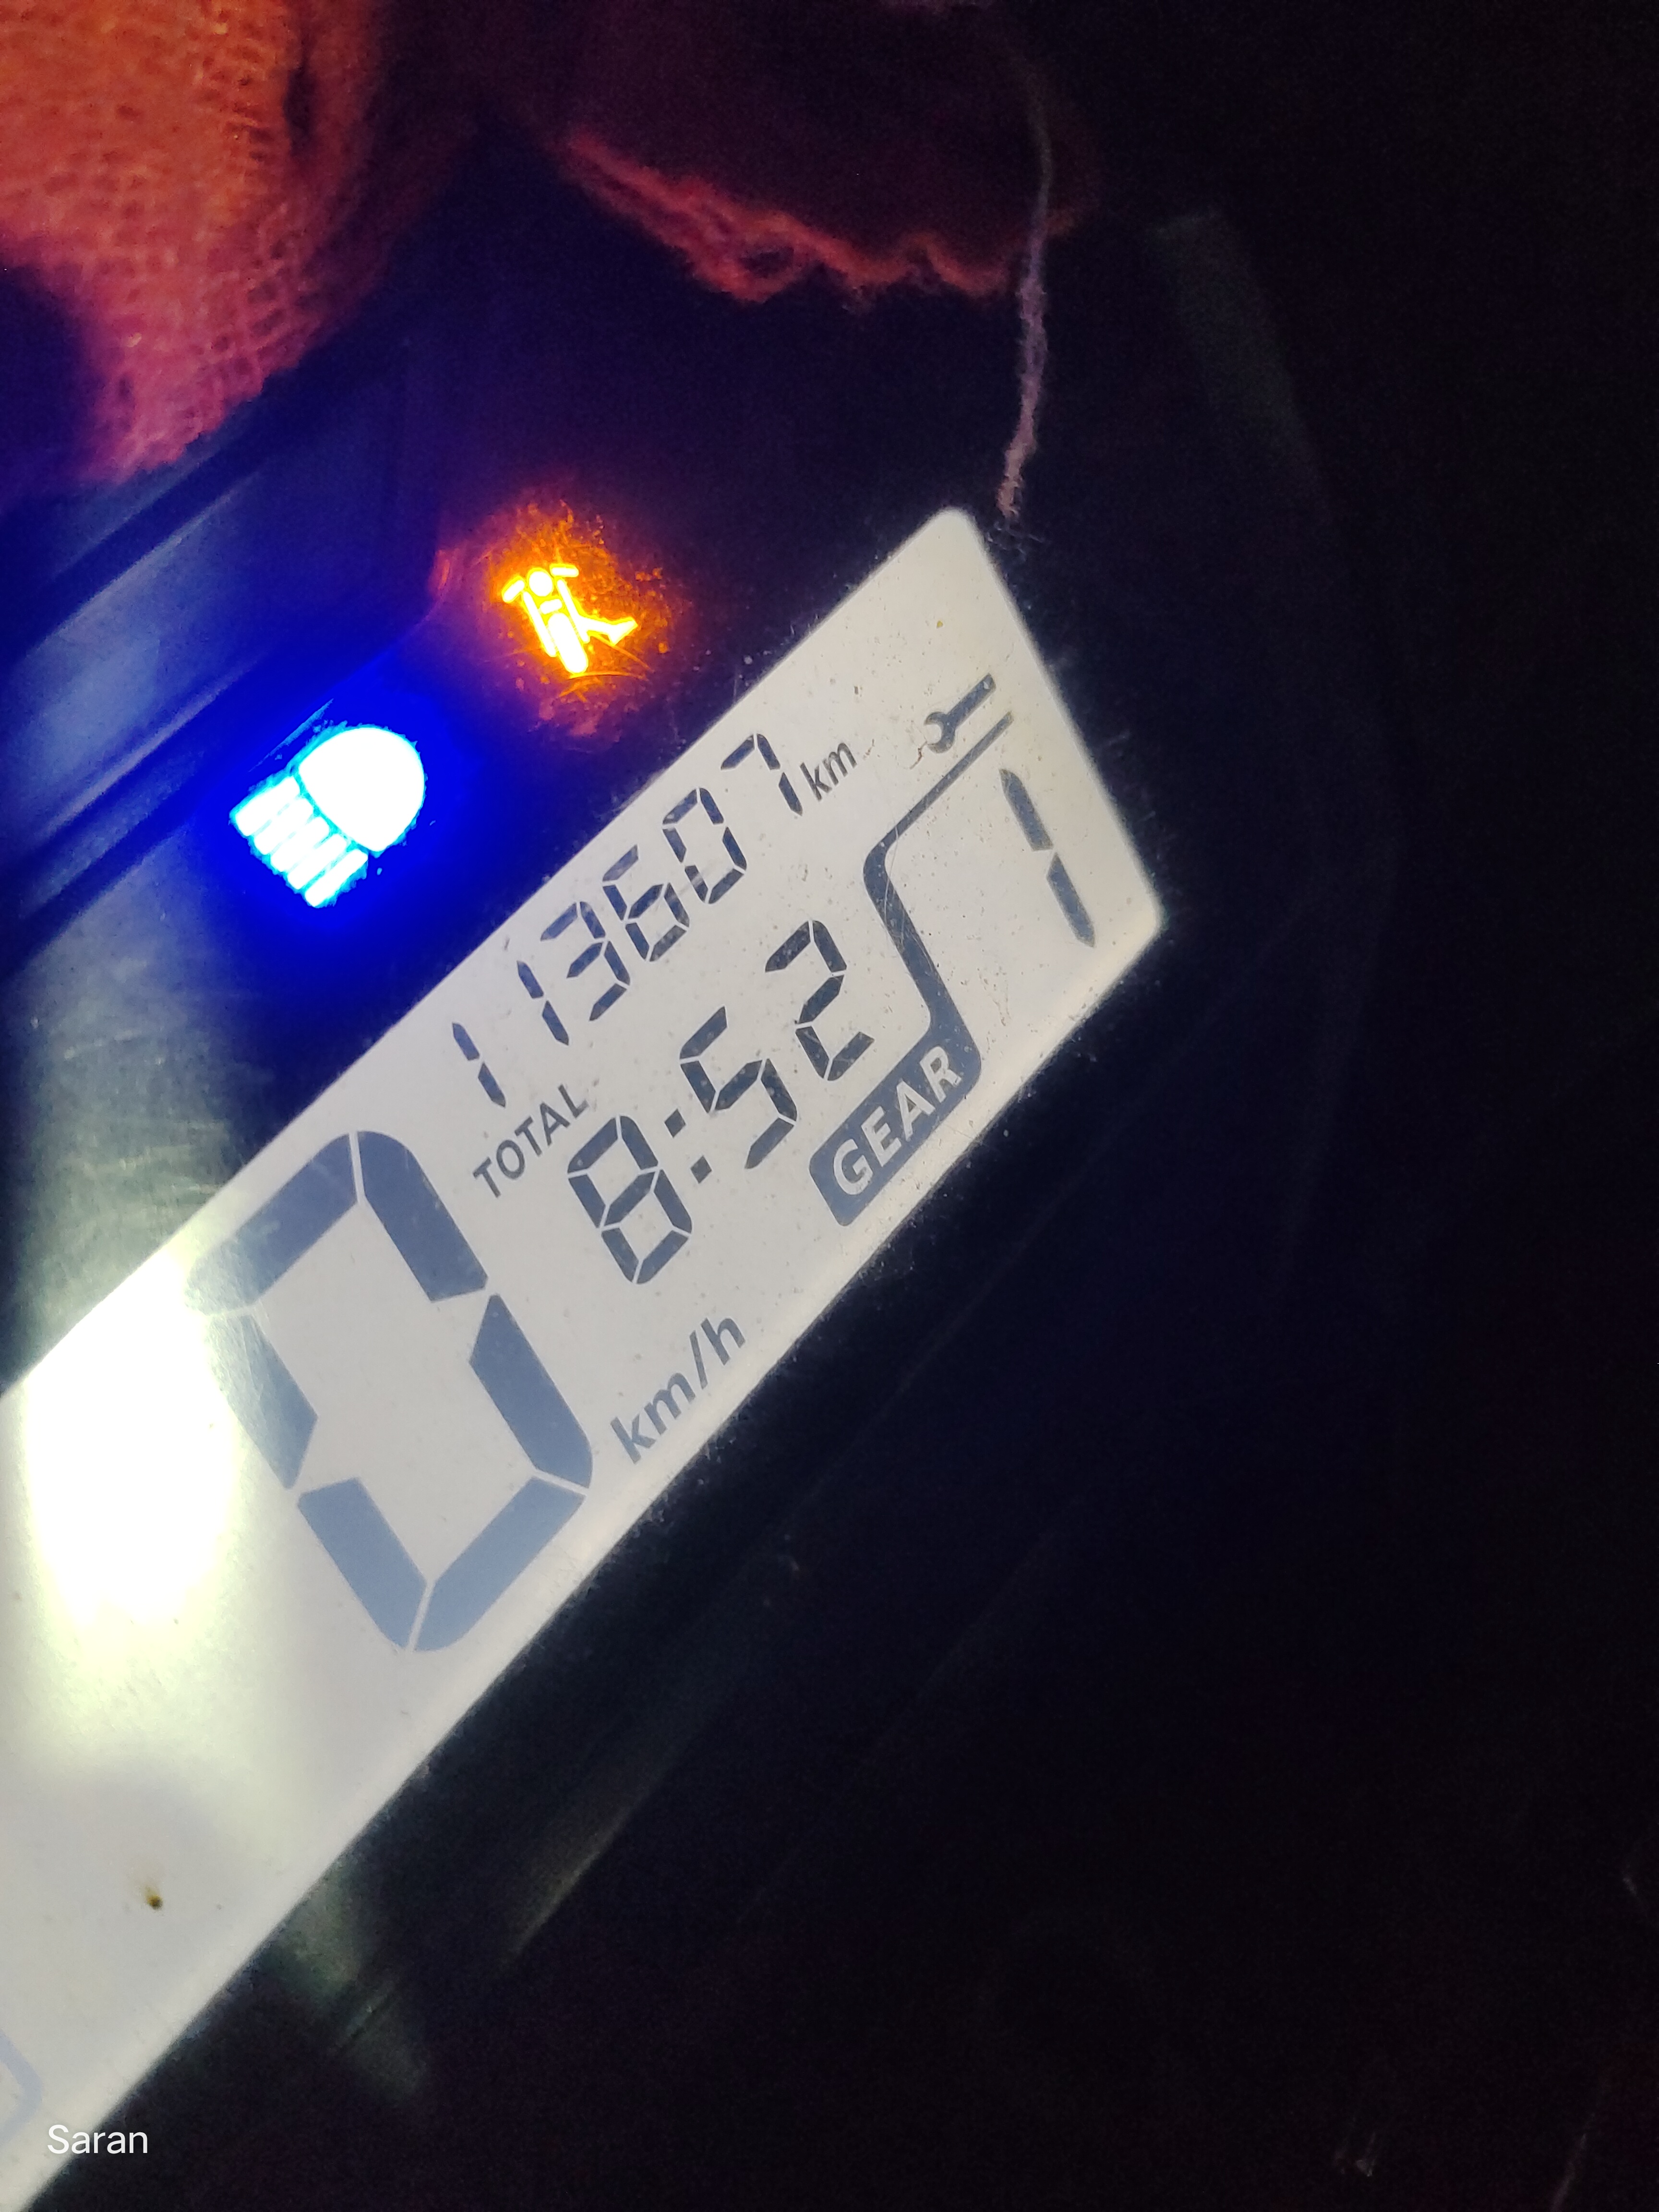 TOTAL 113607 km
8:52
0 km/h
GEAR 1
Saran